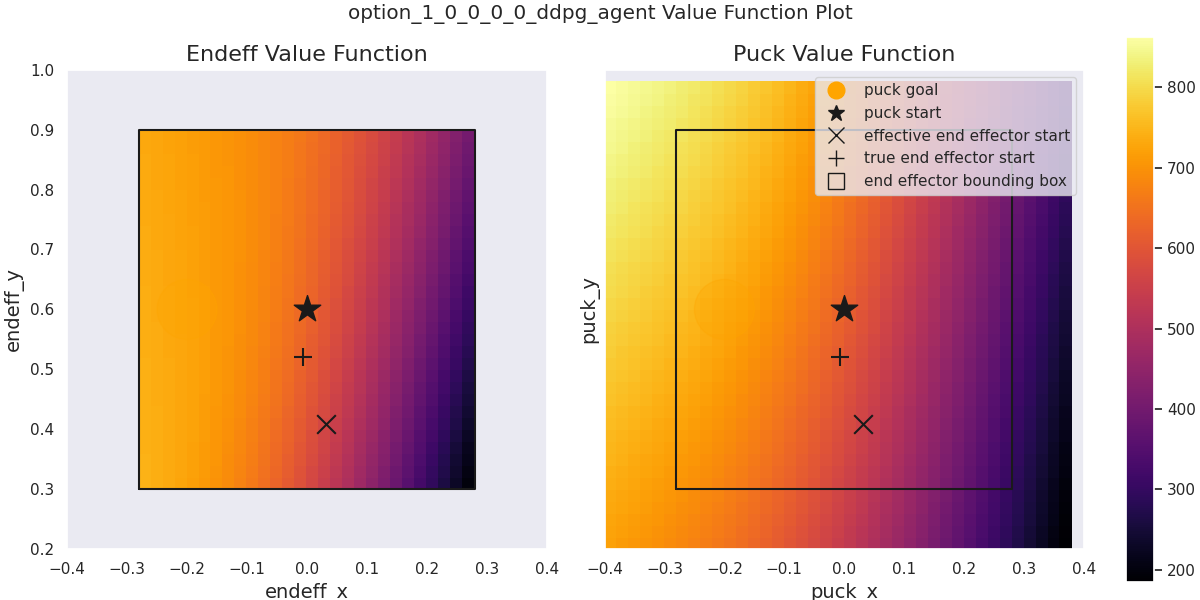 option_1_0_0_0_0_ddpg_agent Value Function Plot
Endeff Value Function
1.0
0.9
0.8
0.7
0.6
0.5
0.4
0.3
0.2
endeff_y
−0.4 −0.3 −0.2 −0.1 0.0 0.1 0.2 0.3 0.4
endeff_x
Puck Value Function
puck goal
puck start
effective end effector start
true end effector start
end effector bounding box
puck_y
−0.4 −0.3 −0.2 −0.1 0.0 0.1 0.2 0.3 0.4
puck_x
800
700
600
500
400
300
200